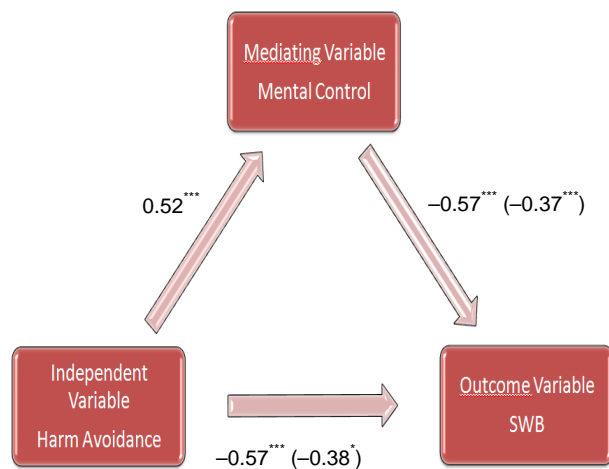 Mediating Variable
Mental Control
0.52***
–0.57*** (–0.37***)
Independent
Variable
Harm Avoidance
Outcome Variable
SWB
–0.57*** (–0.38*)